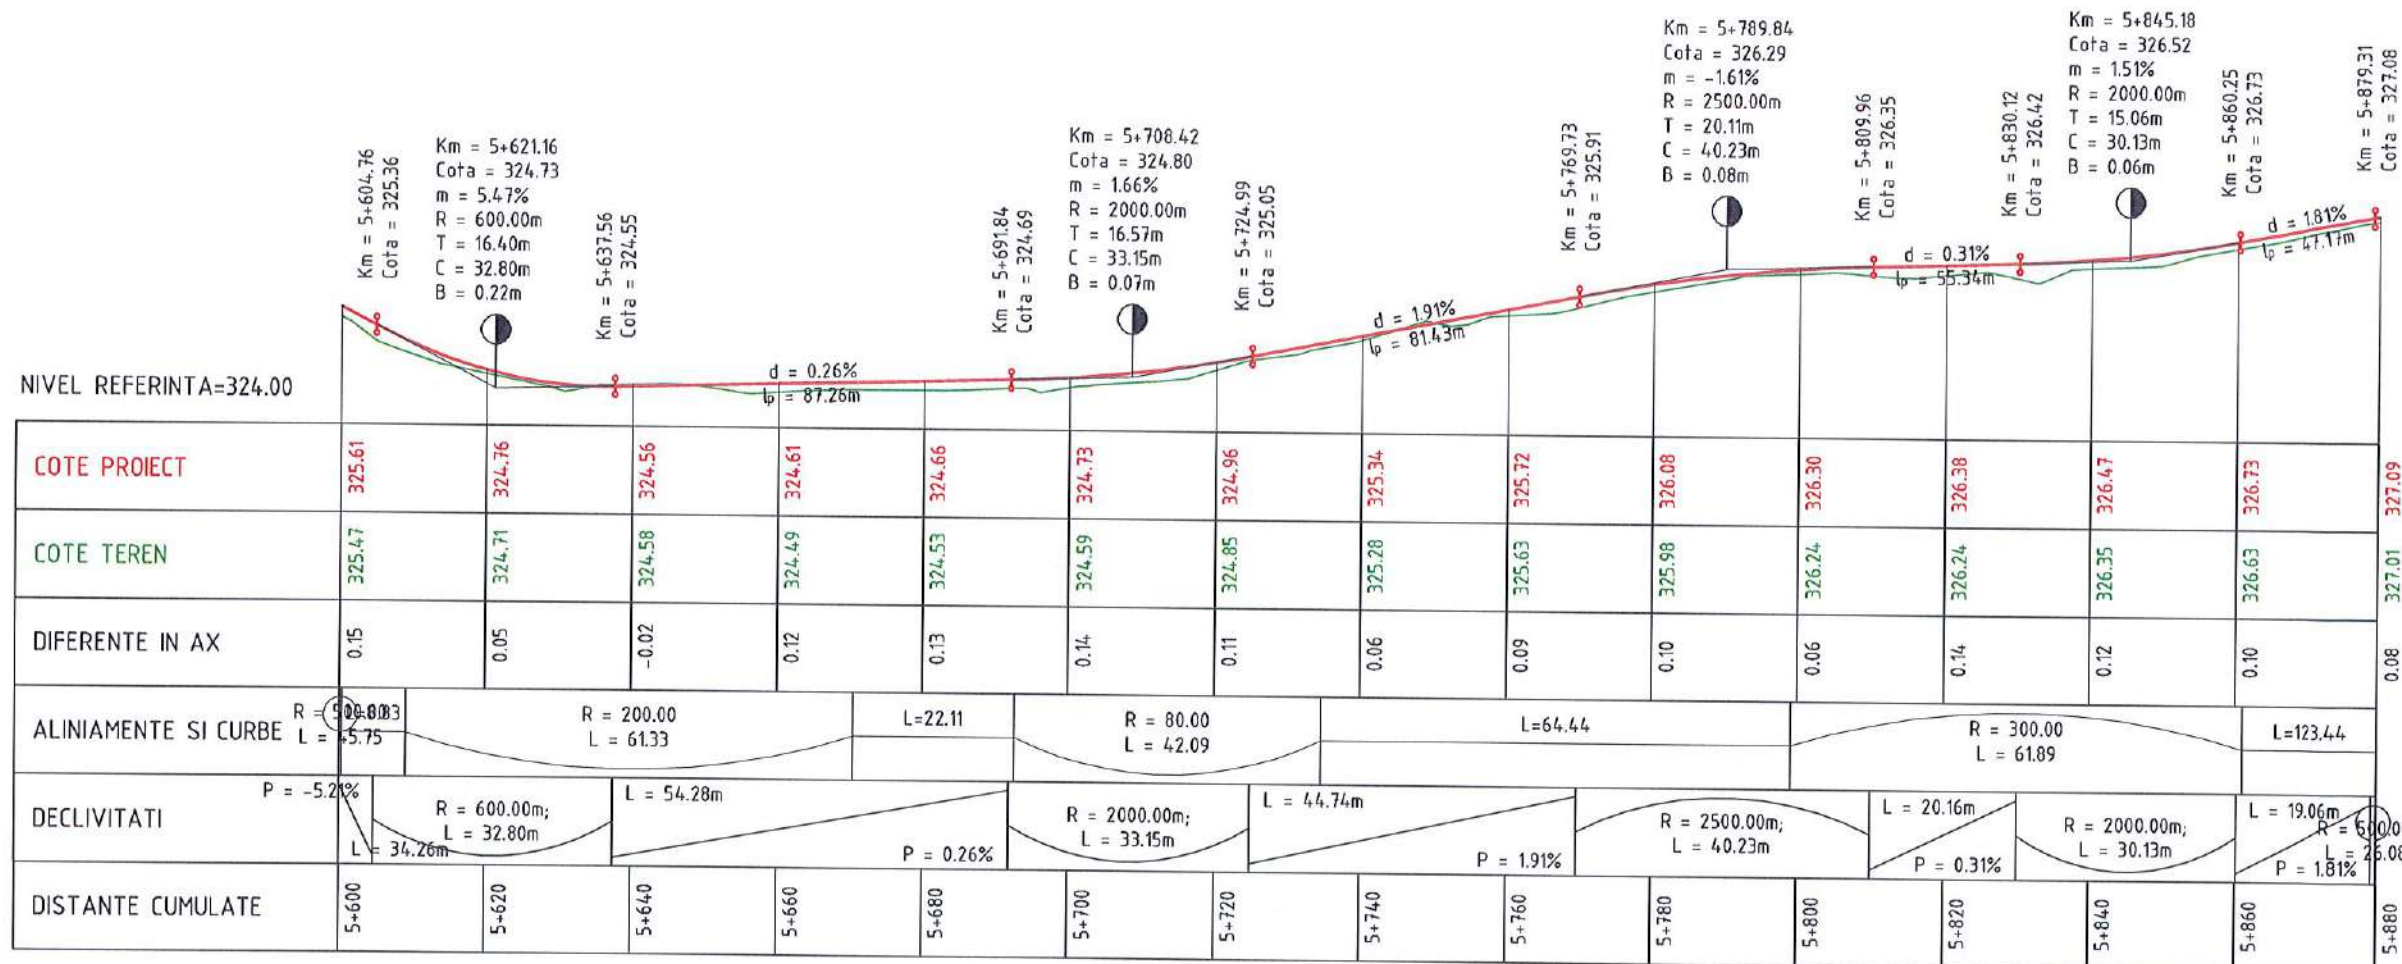 Km = 5+604.76
Cota = 325.36
Km = 5+621.16
Cota = 324.73
m = 5.47%
R = 600.00m
T = 16.40m
C = 32.80m
B = 0.22m
Km = 5+637.56
Cota = 324.55
Km = 5+691.84
Cota = 324.69
Km = 5+708.42
Cota = 324.80
m = 1.66%
R = 2000.00m
T = 16.57m
C = 33.15m
B = 0.07m
Km = 5+724.99
Cota = 325.05
Km = 5+769.73
Cota = 325.91
Km = 5+789.84
Cota = 326.29
m = -1.61%
R = 2500.00m
T = 20.11m
C = 40.23m
B = 0.08m
Km = 5+809.96
Cota = 326.35
Km = 5+830.12
Cota = 326.42
Km = 5+845.18
Cota = 326.52
m = 1.51%
R = 2000.00m
T = 15.06m
C = 30.13m
B = 0.06m
Km = 5+860.25
Cota = 326.73
Km = 5+879.31
Cota = 327.08
d = 0.26%
lp = 87.26m
d = 1.91%
lp = 81.43m
d = 0.31%
lp = 55.34m
d = 1.81%
lp = 47.17m
NIVEL REFERINTA=324.00
COTE PROIECT 325.61 324.76 324.56 324.61 324.66 324.73 324.96 325.34 325.72 326.08 326.30 326.38 326.47 326.73 327.09
COTE TEREN 325.47 324.71 324.58 324.49 324.53 324.59 324.85 325.28 325.63 325.98 326.24 326.24 326.35 326.63 327.01
DIFERENTE IN AX 0.15 0.05 -0.02 0.12 0.13 0.14 0.11 0.06 0.09 0.10 0.06 0.14 0.12 0.10 0.08
ALINIAMENTE SI CURBE
R = 500.00
L = 45.75
R = 200.00
L = 61.33
L=22.11
R = 80.00
L = 42.09
L=64.44
R = 300.00
L = 61.89
L=123.44
DECLIVITATI
P = -5.21%
L = 34.26m
R = 600.00m;
L = 32.80m
L = 54.28m
P = 0.26%
R = 2000.00m;
L = 33.15m
L = 44.74m
P = 1.91%
R = 2500.00m;
L = 40.23m
L = 20.16m
P = 0.31%
R = 2000.00m;
L = 30.13m
L = 19.06m
P = 1.81%
DISTANTE CUMULATE 5+600 5+620 5+640 5+660 5+680 5+700 5+720 5+740 5+760 5+780 5+800 5+820 5+840 5+860 5+880